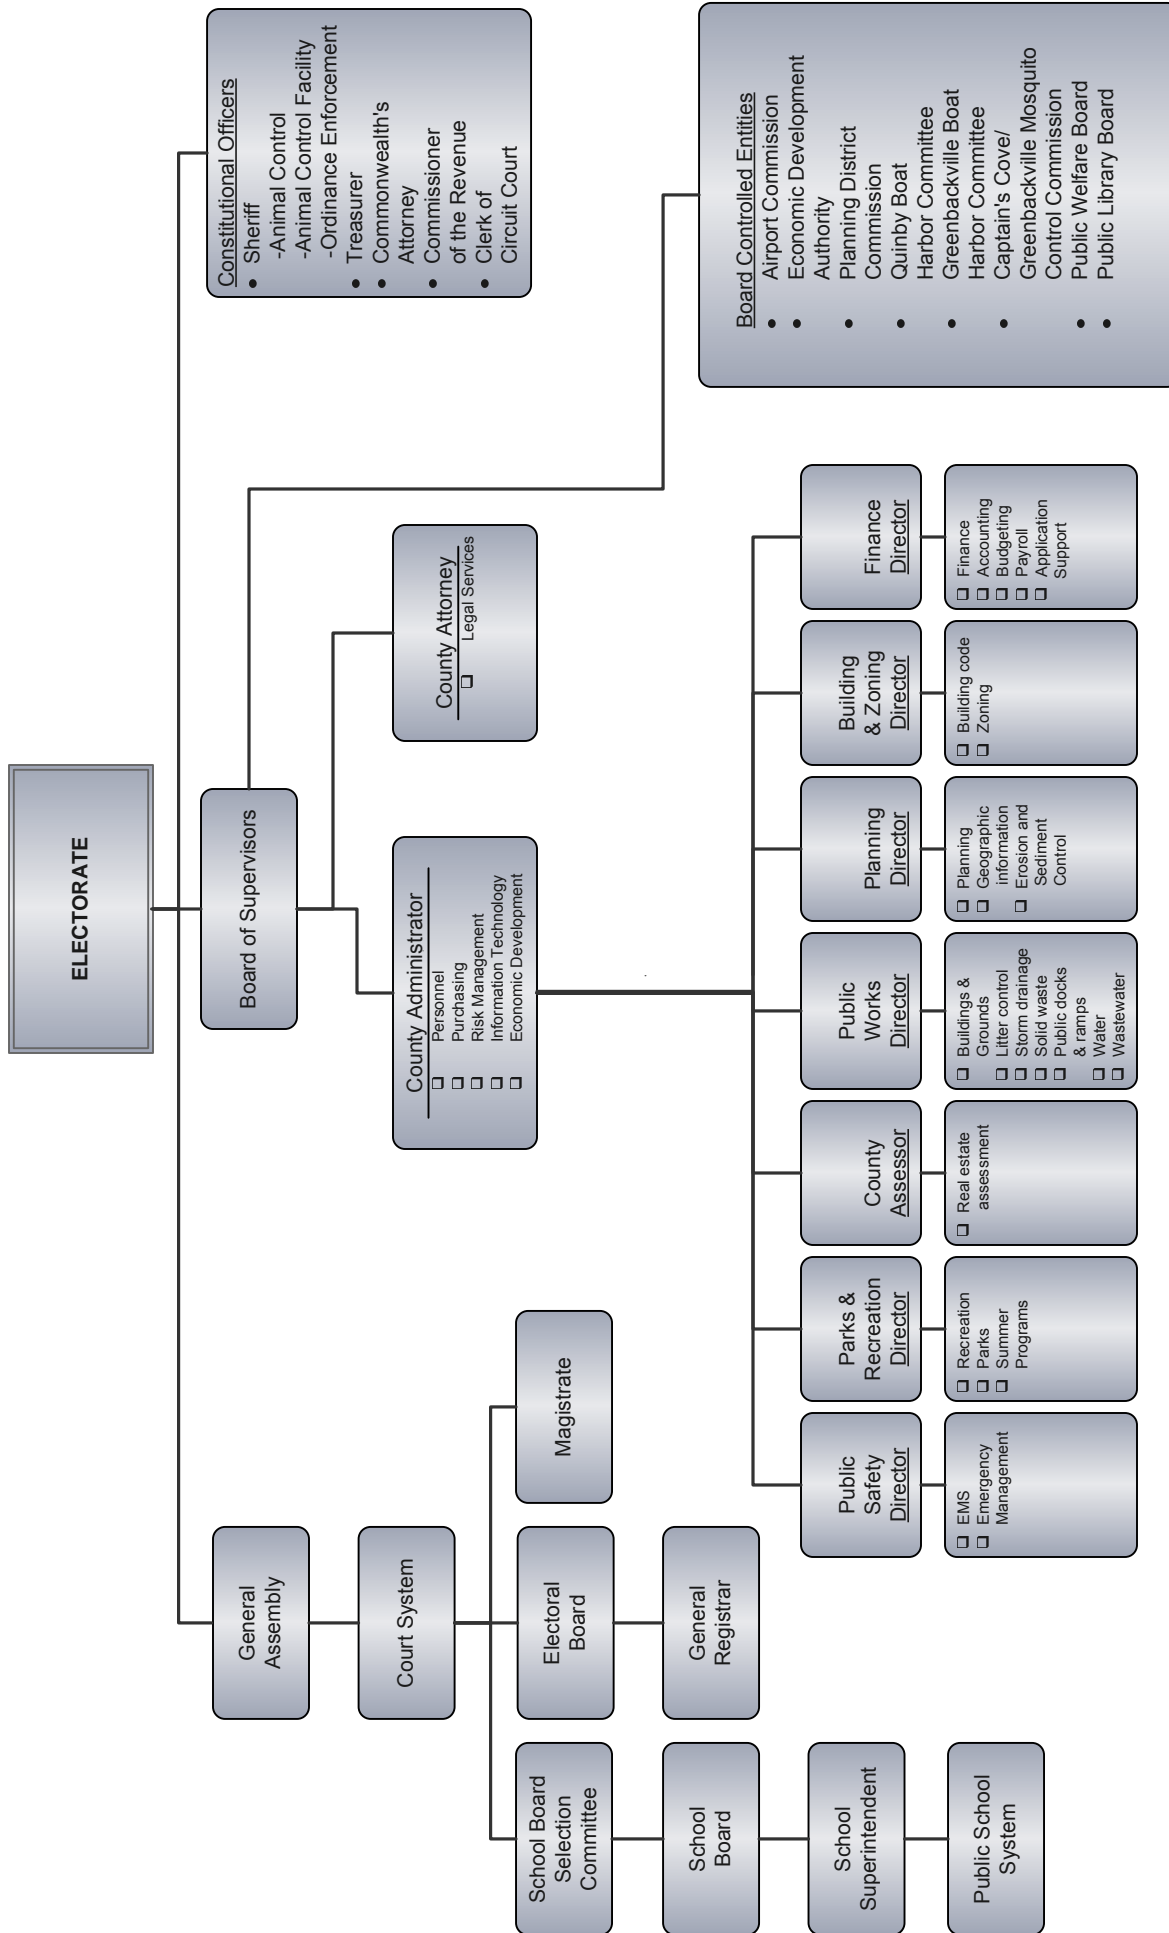 ELECTORATE
General
Assembly
Board of Supervisors
Constitutional Officers
• Sheriff
-Animal Control
-Animal Control Facility
-Ordinance Enforcement
• Treasurer
• Commonwealth's
Attorney
• Commissioner
of the Revenue
• Clerk of
Circuit Court
Court System
County Administrator
❑ Personnel
❑ Purchasing
❑ Risk Management
❑ Information Technology
❑ Economic Development
County Attorney
❑ Legal Services
School Board
Selection
Committee
Electoral
Board
Magistrate
School
Board
General
Registrar
Board Controlled Entities
• Airport Commission
• Economic Development
Authority
• Planning District
Commission
• Quinby Boat
Harbor Committee
• Greenbackville Boat
Harbor Committee
• Captain's Cove/
Greenbackville Mosquito
Control Commission
• Public Welfare Board
• Public Library Board
School
Superintendent
Public School
System
Public
Safety
Director
❑ EMS
❑ Emergency
Management
Parks &
Recreation
Director
❑ Recreation
❑ Parks
❑ Summer
Programs
County
Assessor
❑ Real estate
assessment
Public
Works
Director
❑ Buildings &
Grounds
❑ Litter control
❑ Storm drainage
❑ Solid waste
❑ Public docks
& ramps
❑ Water
❑ Wastewater
Planning
Director
❑ Planning
❑ Geographic
information
❑ Erosion and
Sediment
Control
Building
& Zoning
Director
❑ Building code
❑ Zoning
Finance
Director
❑ Finance
❑ Accounting
❑ Budgeting
❑ Payroll
❑ Application
Support